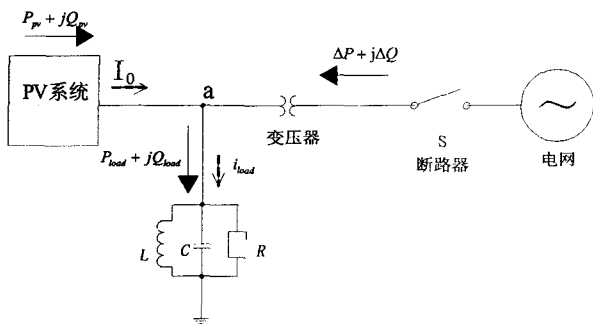 P_pv + jQ_pv
I_0
PV系统
a
ΔP + jΔQ
变压器
S
断路器
电网
P_load + jQ_load
i_load
L
C
R